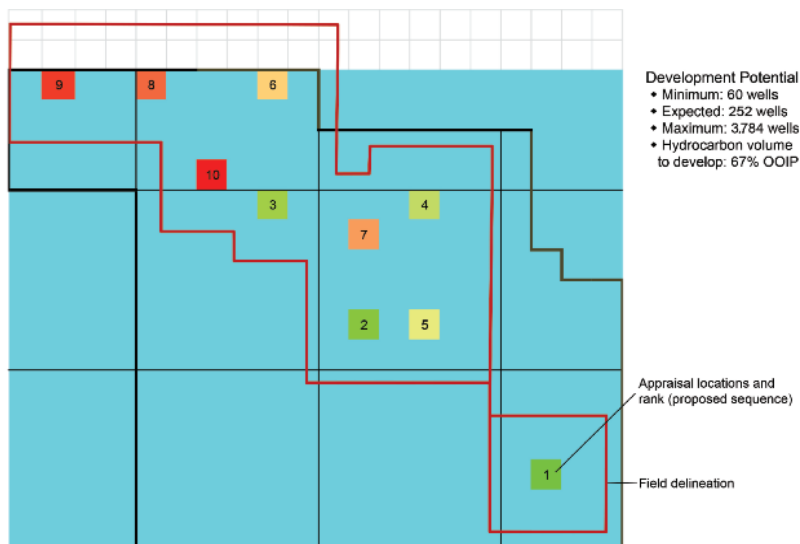 9
8
6
10
3
4
7
2
5
1
Development Potential
◆ Minimum: 60 wells
◆ Expected: 252 wells
◆ Maximum: 3.784 wells
◆ Hydrocarbon volume
to develop: 67% OOIP
Appraisal locations and
rank (proposed sequence)
Field delineation